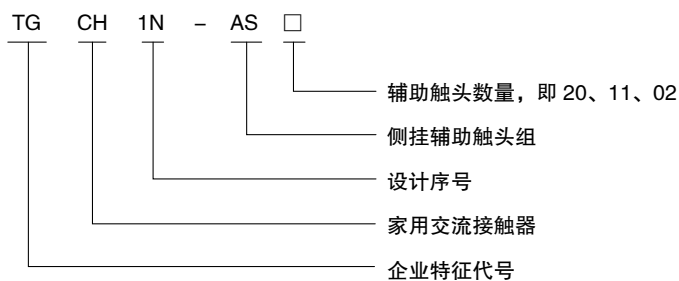 TG CH 1N – AS □
辅助触头数量，即 20、11、02
侧挂辅助触头组
设计序号
家用交流接触器
企业特征代号